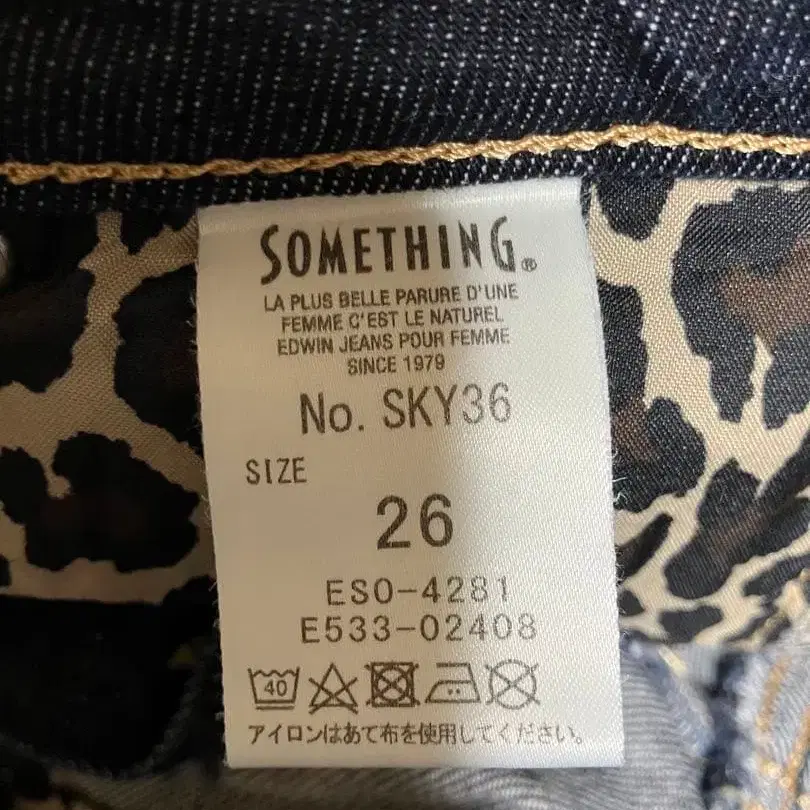 SOMETHING®
LA PLUS BELLE PARURE D'UNE
FEMME C'EST LE NATUREL
EDWIN JEANS POUR FEMME
SINCE 1979
No. SKY36
SIZE
26
ESO-4281
E533-02408
40
アイロンはあて布を使用してください。